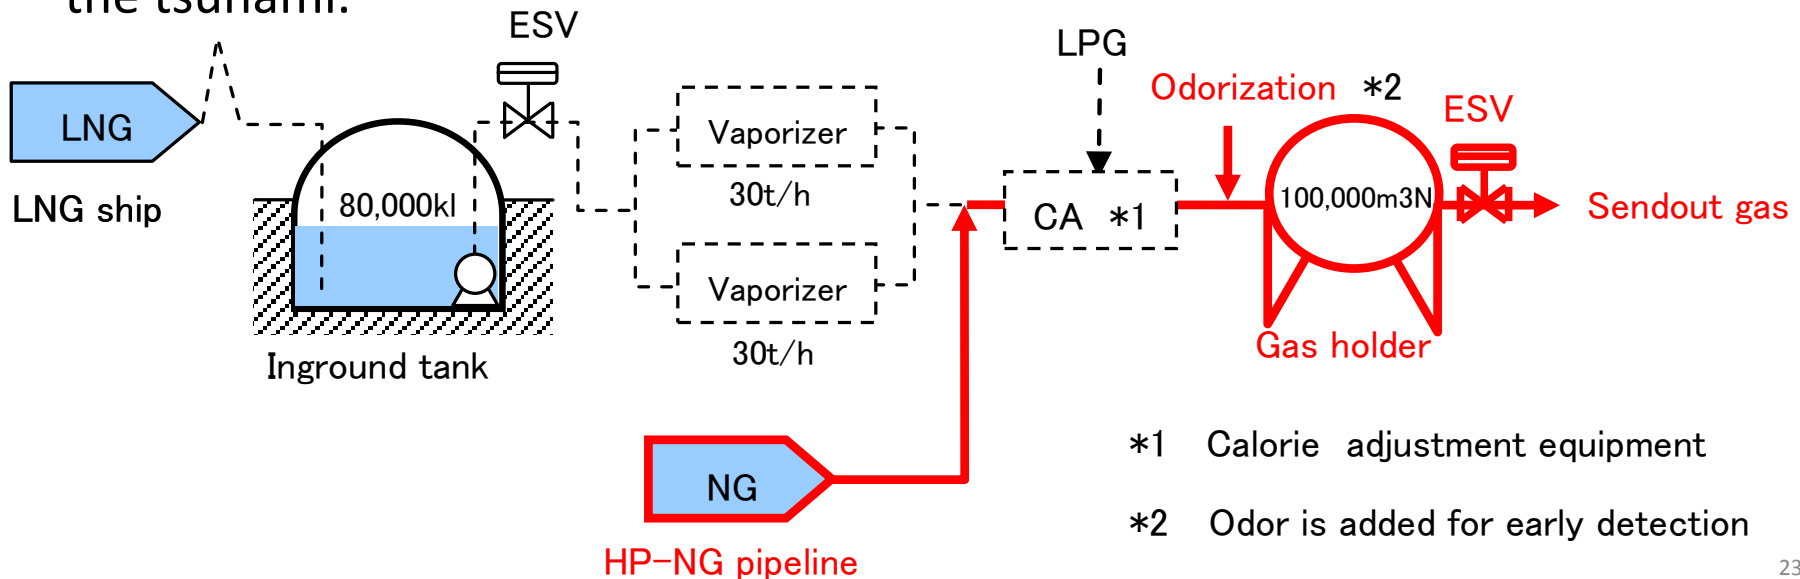 the tsunami.
ESV
LPG
Odorization *2
ESV
LNG
Vaporizer
30t/h
LNG ship
80,000kl
CA *1
100,000m3N
Sendout gas
Vaporizer
30t/h
Inground tank
Gas holder
NG
HP-NG pipeline
*1 Calorie adjustment equipment
*2 Odor is added for early detection
23